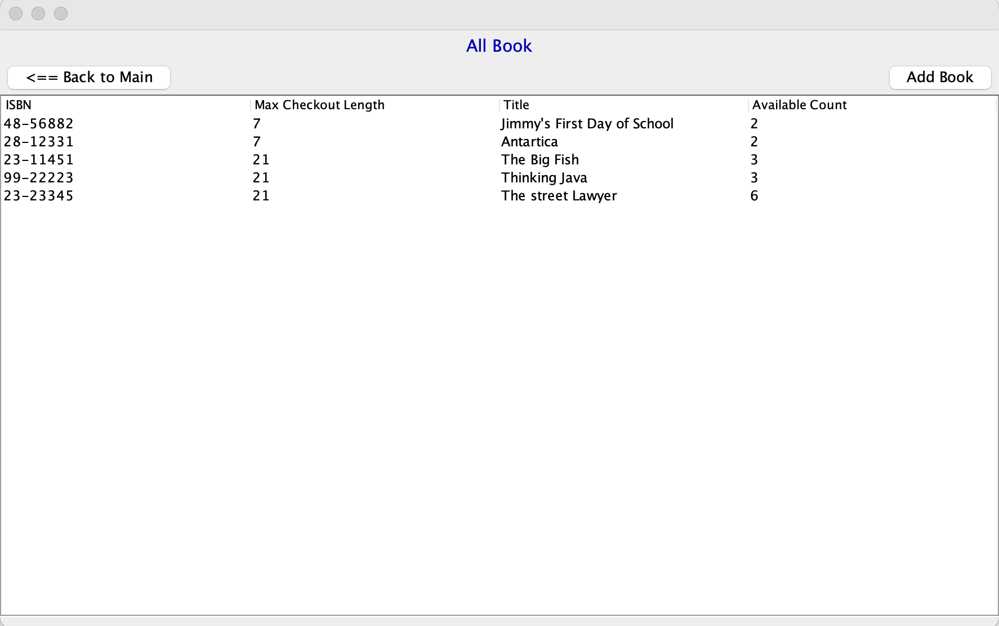 All Book
<== Back to Main Add Book
ISBN Max Checkout Length Title Available Count
48-56882 7 Jimmy's First Day of School 2
28-12331 7 Antartica 2
23-11451 21 The Big Fish 3
99-22223 21 Thinking Java 3
23-23345 21 The street Lawyer 6